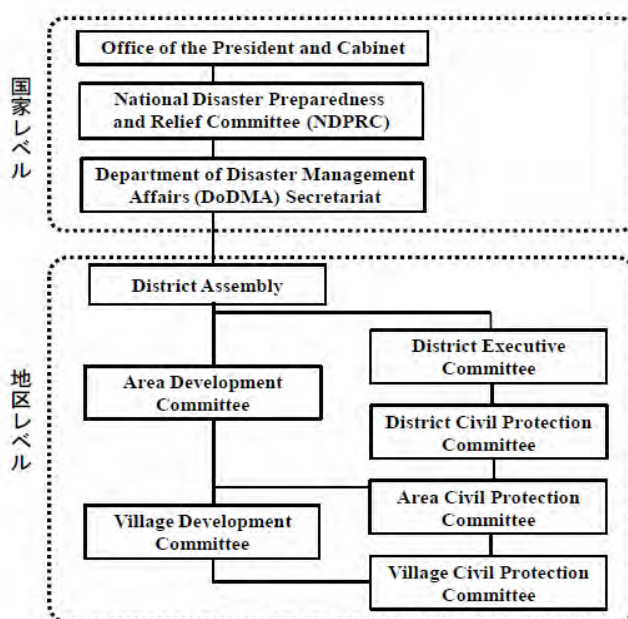 国家レベル
Office of the President and Cabinet
National Disaster Preparedness
and Relief Committee (NDPRC)
Department of Disaster Management
Affairs (DoDMA) Secretariat
地区レベル
District Assembly
District Executive
Committee
Area Development
Committee
District Civil Protection
Committee
Area Civil Protection
Committee
Village Development
Committee
Village Civil Protection
Committee